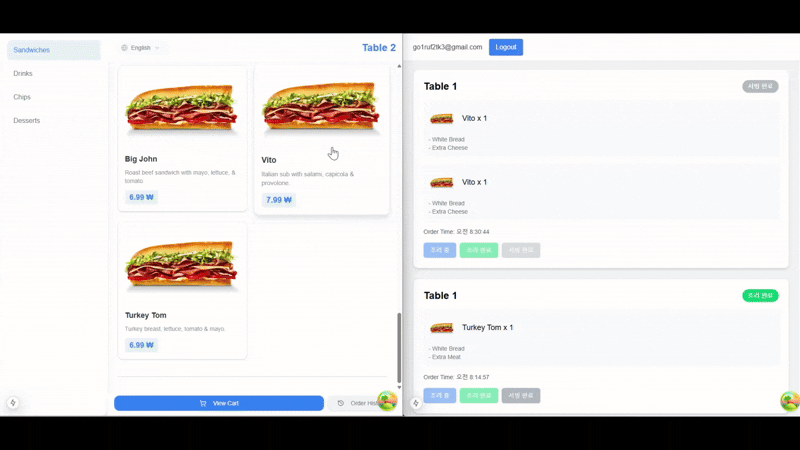 Sandwiches
Drinks
Chips
Desserts
English
Table 2
Big John
Roast beef sandwich with mayo, lettuce, & tomato.
6.99 ₩
Vito
Italian sub with salami, capicola & provolone.
7.99 ₩
Turkey Tom
Turkey breast, lettuce, tomato & mayo.
6.99 ₩
View Cart
Order His
go1ruf2tk3@gmail.com
Logout
Table 1
서빙 완료
Vito x 1
- White Bread
- Extra Cheese
Vito x 1
- White Bread
- Extra Cheese
Order Time: 오전 8:30:44
조리 중
조리 완료
서빙 완료
Table 1
조리 완료
Turkey Tom x 1
- White Bread
- Extra Meat
Order Time: 오전 8:14:57
조리 중
조리 완료
서빙 완료